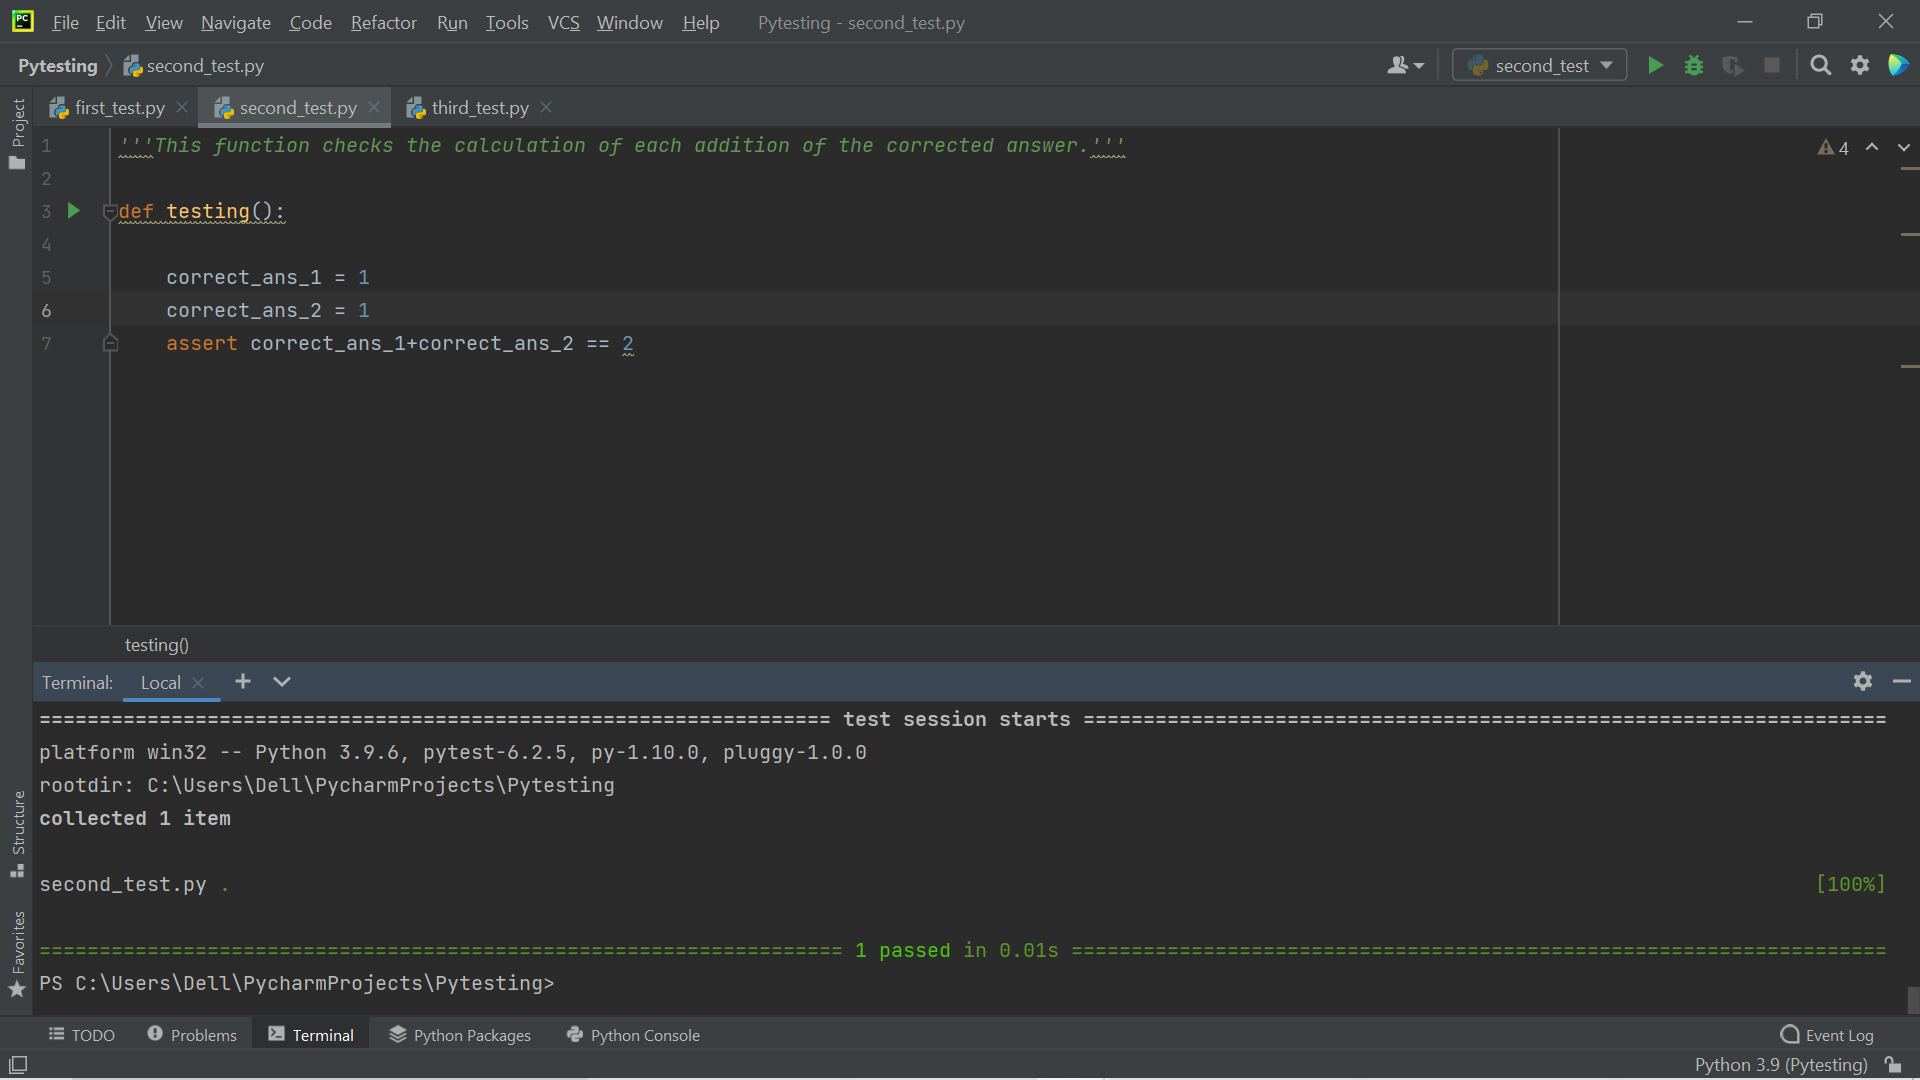 PC File Edit View Navigate Code Refactor Run Tools VCS Window Help Pytesting - second_test.py
Pytesting second_test.py second_test
first_test.py second_test.py third_test.py
Project
1 '''This function checks the calculation of each addition of the corrected answer.''' 4
2
3 def testing():
4
5 correct_ans_1 = 1
6 correct_ans_2 = 1
7 assert correct_ans_1+correct_ans_2 == 2
testing()
Terminal: Local
================================================================== test session starts ===================================================================
platform win32 -- Python 3.9.6, pytest-6.2.5, py-1.10.0, pluggy-1.0.0
rootdir: C:\Users\Dell\PycharmProjects\Pytesting
collected 1 item
Structure
second_test.py . [100%]
Favorites
=================================================================== 1 passed in 0.01s ====================================================================
PS C:\Users\Dell\PycharmProjects\Pytesting>
TODO Problems Terminal Python Packages Python Console Event Log
Python 3.9 (Pytesting)